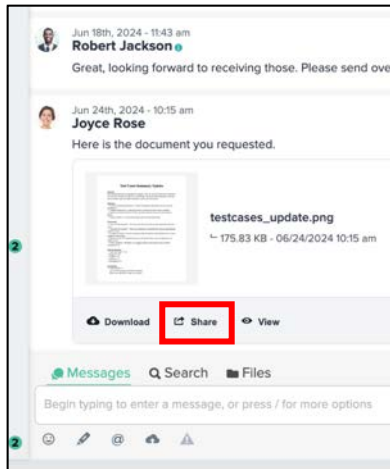 Jun 18th, 2024 - 11:43 am
Robert Jackson
Great, looking forward to receiving those. Please send ove
Jun 24th, 2024 - 10:15 am
Joyce Rose
Here is the document you requested.
testcases_update.png
175.83 KB - 06/24/2024 10:15 am
2
Download Share View
Messages Search Files
Begin typing to enter a message, or press / for more options
2 @